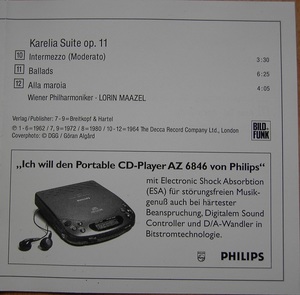 Karelia Suite op. 11
10 Intermezzo (Moderato) 3:30
11 Ballads 6:25
12 Alla maroia 4:05
Wiener Philharmoniker - LORIN MAAZEL
Verlag / Publisher: 7 - 9 = Breitkopf & Hartel
℗ 1 - 6 = 1962 / 7, 9 = 1972 / 8 = 1980 / 10 - 12 = 1964 The Decca Record Company Ltd., London
Coverphoto: © DGG / Göran Algård
BILD.
FUNK
„Ich will den Portable CD-Player AZ 6846 von Philips“
mit Electronic Shock Absorbtion
(ESA) für störungsfreien Musik-
genuß auch bei härtester
Beanspruchung, Digitalem Sound
Controller und D/A-Wandler in
Bitstromtechnologie.
PHILIPS